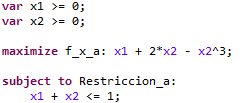 var x1 >= 0;
var x2 >= 0;
maximize f_x_a: x1 + 2*x2 - x2^3;
subject to Restriccion_a:
x1 + x2 <= 1;